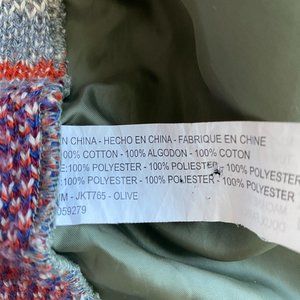 IN CHINA - HECHO EN CHINA - FABRIQUE EN CHINE
100% COTTON - 100% ALGODON - 100% COTON
E:100% POLYESTER - 100% POLIESTER - 100% POLYESTER
:100% POLYESTER - 100% POLIESTER - 100% POLYESTER
UM - JKT765 - OLIVE
059279